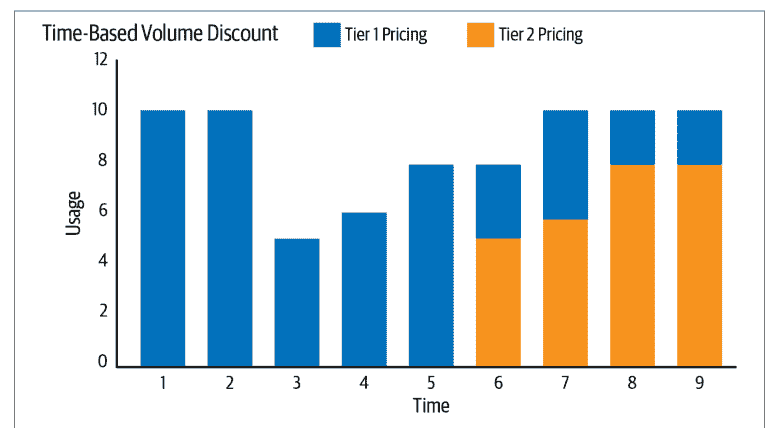 Time-Based Volume Discount
Tier 1 Pricing
Tier 2 Pricing
12
10
8
6
4
2
0
Usage
1 2 3 4 5 6 7 8 9
Time